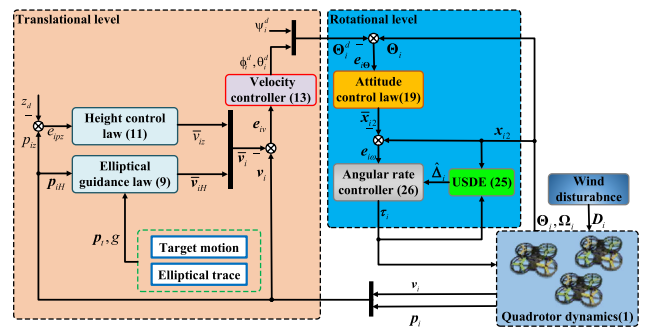 Translational level
Rotational level
ψ_i^d
ϕ_i^d, θ_i^d
Θ_i^d
Θ_i
e_iΘ
Velocity
controller (13)
Attitude
control law(19)
z_d
e_ipz
p_iz
Height control
law (11)
v̅_iz
e_iv
v̅_i
v_i
x̅_i2
x_i2
e_iω
Elliptical
guidance law (9)
p_iH
v̅_iH
Angular rate
controller (26)
Δ̂_i
USDE (25)
τ_i
Wind
disturabnce
Θ_i, Ω_i
D_i
p_t, g
Target motion
Elliptical trace
v_i
p_i
Quadrotor dynamics(1)